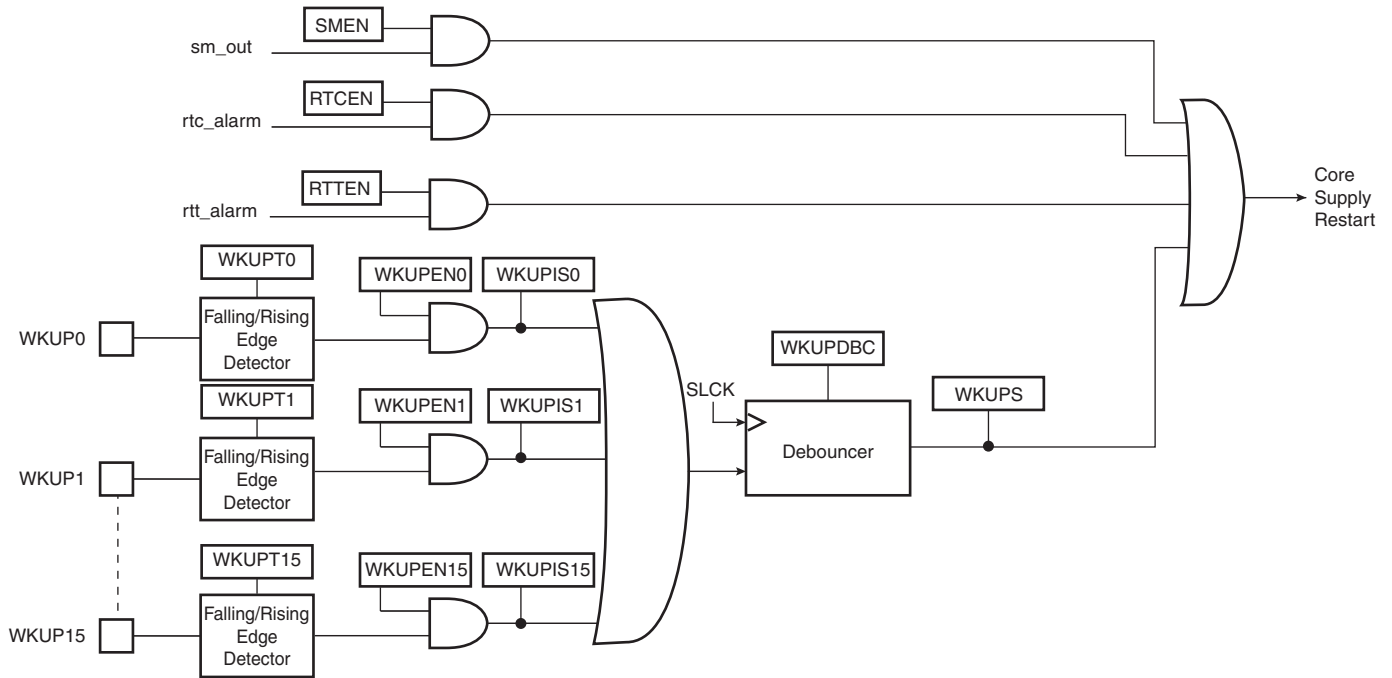 SMEN
sm_out
RTCEN
rtc_alarm
RTTEN
rtt_alarm
Core
Supply
Restart
WKUPT0
WKUPEN0
WKUPIS0
WKUP0
Falling/Rising
Edge
Detector
WKUPDBC
WKUPT1
WKUPEN1
WKUPIS1
SLCK
WKUPS
WKUP1
Falling/Rising
Edge
Detector
Debouncer
WKUPT15
WKUPEN15
WKUPIS15
WKUP15
Falling/Rising
Edge
Detector